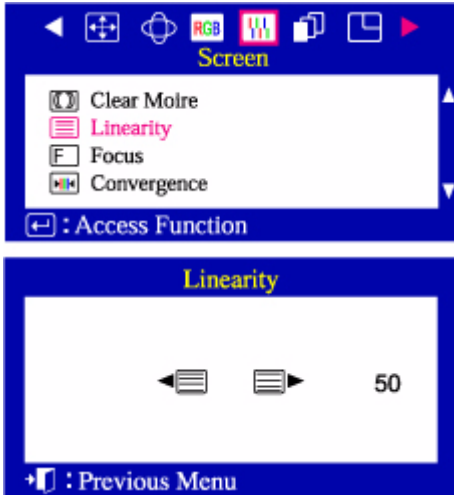 RGB
Screen
Clear Moire
Linearity
F Focus
Convergence
: Access Function
Linearity
50
: Previous Menu